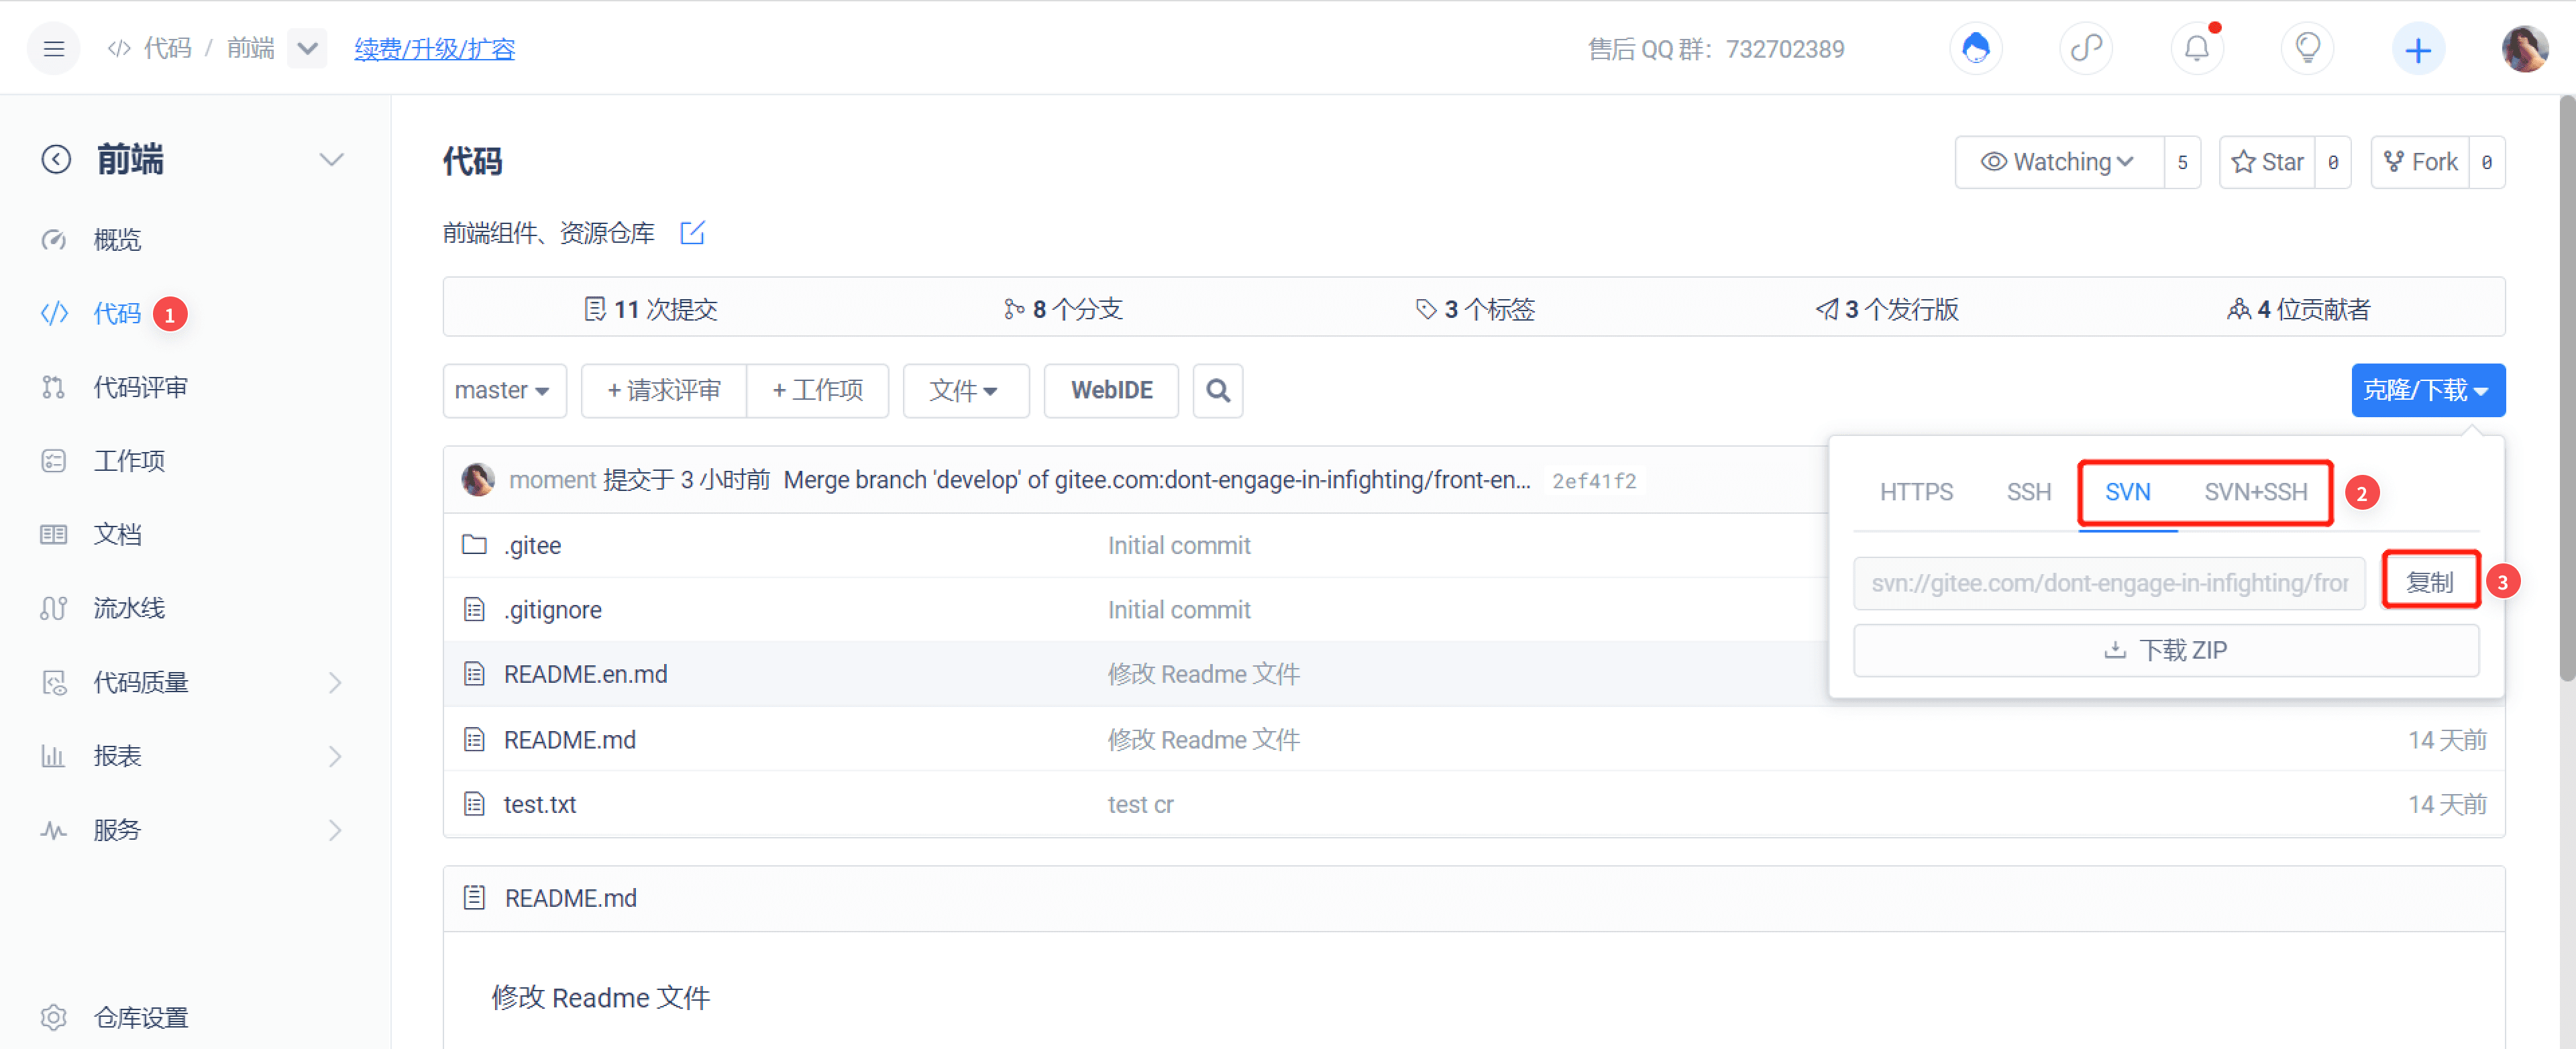 代码 / 前端 续费/升级/扩容 售后 QQ 群：732702389
前端
概览
代码 1
代码评审
工作项
文档
流水线
代码质量
报表
服务
仓库设置
代码
Watching 5 Star 0 Fork 0
前端组件、资源仓库
11 次提交 8 个分支 3 个标签 3 个发行版 4 位贡献者
master + 请求评审 + 工作项 文件 WebIDE 克隆/下载
moment 提交于 3 小时前 Merge branch 'develop' of gitee.com:dont-engage-in-infighting/front-en... 2ef41f2
HTTPS SSH SVN SVN+SSH 2
svn://gitee.com/dont-engage-in-infighting/fror 复制 3
下载 ZIP
.gitee Initial commit
.gitignore Initial commit
README.en.md 修改 Readme 文件
README.md 修改 Readme 文件 14 天前
test.txt test cr 14 天前
README.md
修改 Readme 文件